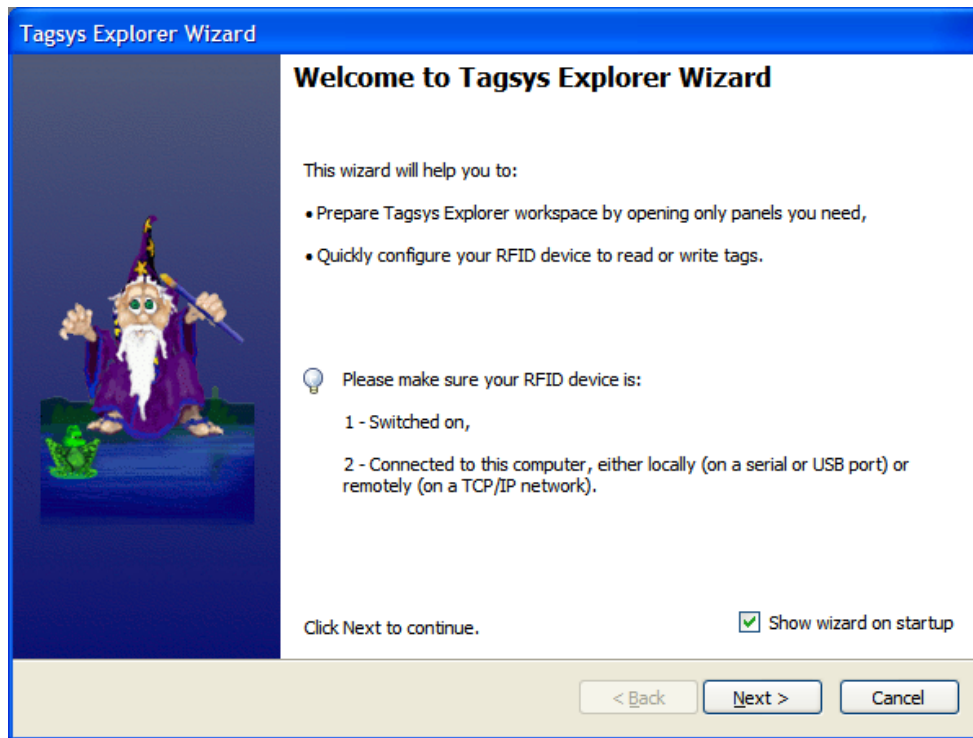 Tagsys Explorer Wizard
Welcome to Tagsys Explorer Wizard
This wizard will help you to:
• Prepare Tagsys Explorer workspace by opening only panels you need,
• Quickly configure your RFID device to read or write tags.
Please make sure your RFID device is:
1 - Switched on,
2 - Connected to this computer, either locally (on a serial or USB port) or
remotely (on a TCP/IP network).
Click Next to continue.
Show wizard on startup
< Back
Next >
Cancel